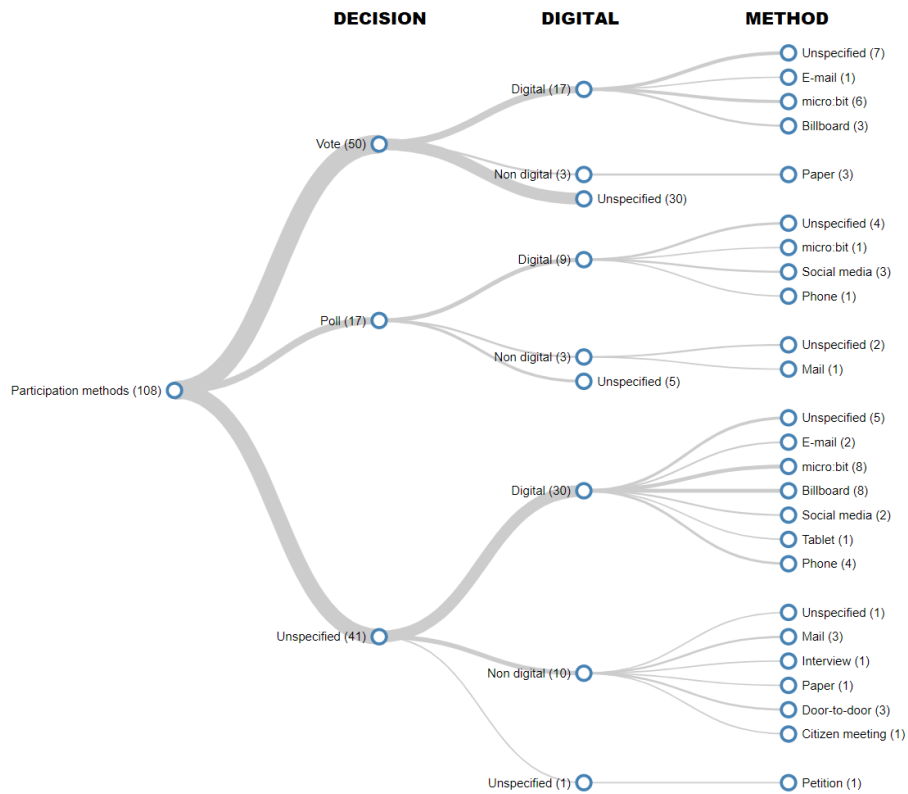 DECISION DIGITAL METHOD
Unspecified (7)
E-mail (1)
Digital (17)
micro:bit (6)
Billboard (3)
Vote (50)
Non digital (3)
Paper (3)
Unspecified (30)
Unspecified (4)
micro:bit (1)
Digital (9)
Social media (3)
Phone (1)
Poll (17)
Unspecified (2)
Non digital (3)
Mail (1)
Unspecified (5)
Participation methods (108)
Unspecified (5)
E-mail (2)
micro:bit (8)
Digital (30)
Billboard (8)
Social media (2)
Tablet (1)
Phone (4)
Unspecified (1)
Unspecified (41)
Mail (3)
Interview (1)
Non digital (10)
Paper (1)
Door-to-door (3)
Citizen meeting (1)
Unspecified (1)
Petition (1)